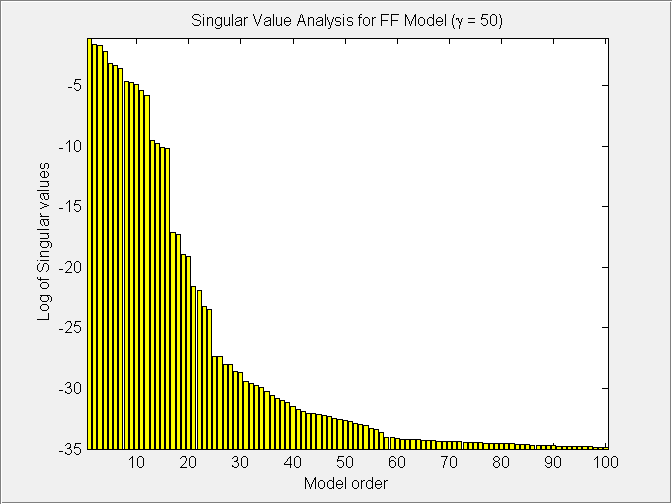 Singular Value Analysis for FF Model (γ = 50)
Log of Singular values
-5
-10
-15
-20
-25
-30
-35
10 20 30 40 50 60 70 80 90 100
Model order